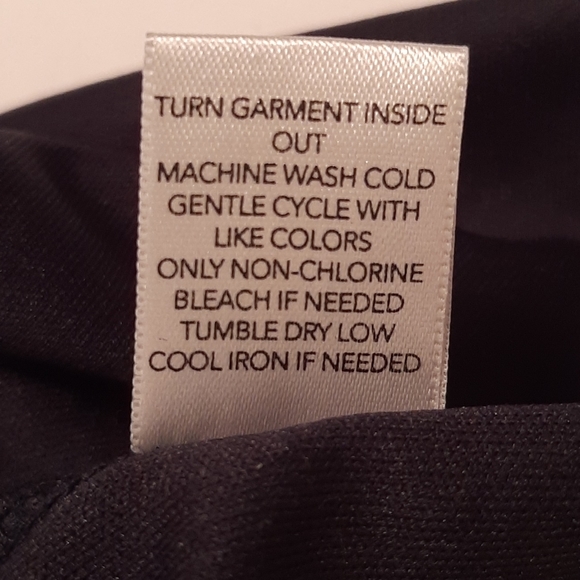 TURN GARMENT INSIDE
OUT
MACHINE WASH COLD
GENTLE CYCLE WITH
LIKE COLORS
ONLY NON-CHLORINE
BLEACH IF NEEDED
TUMBLE DRY LOW
COOL IRON IF NEEDED